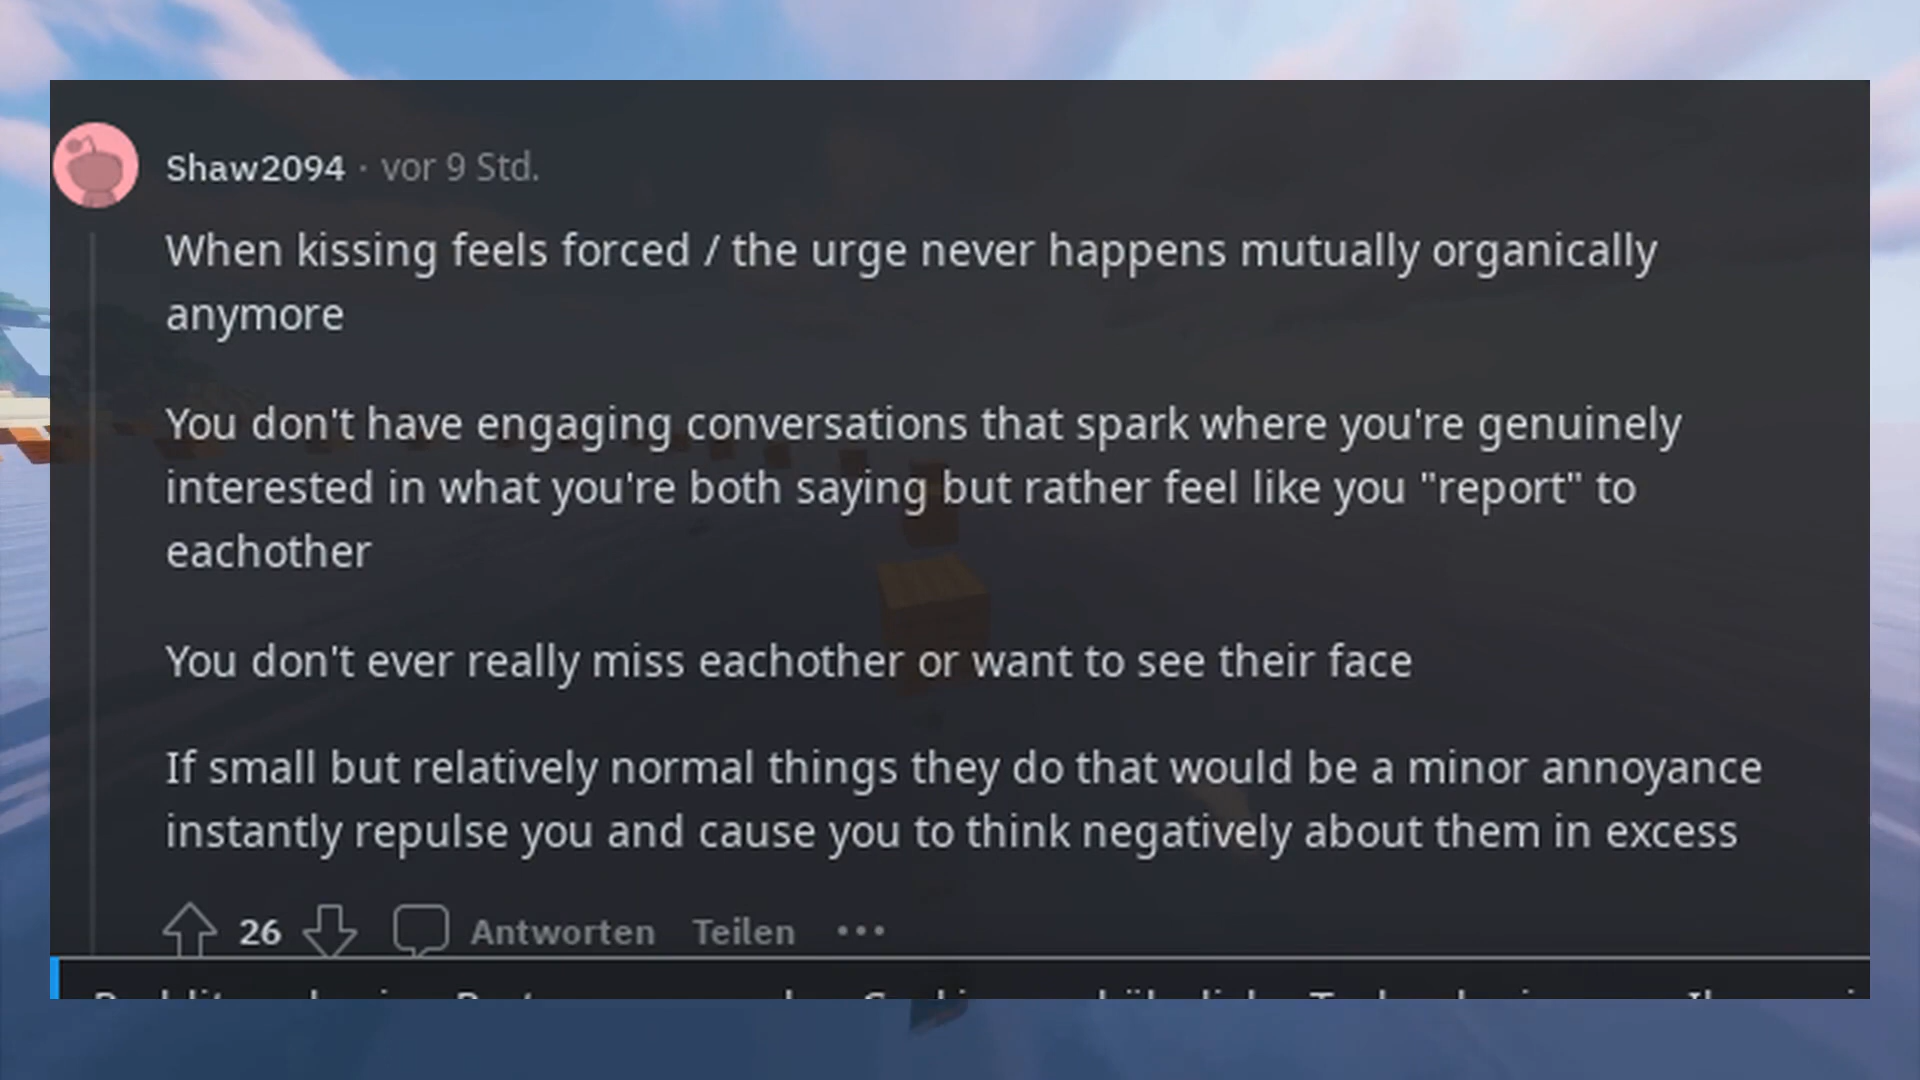 Shaw2094 · vor 9 Std.
When kissing feels forced / the urge never happens mutually organically
anymore
You don't have engaging conversations that spark where you're genuinely
interested in what you're both saying but rather feel like you "report" to
eachother
You don't ever really miss eachother or want to see their face
If small but relatively normal things they do that would be a minor annoyance
instantly repulse you and cause you to think negatively about them in excess
26 Antworten Teilen •••